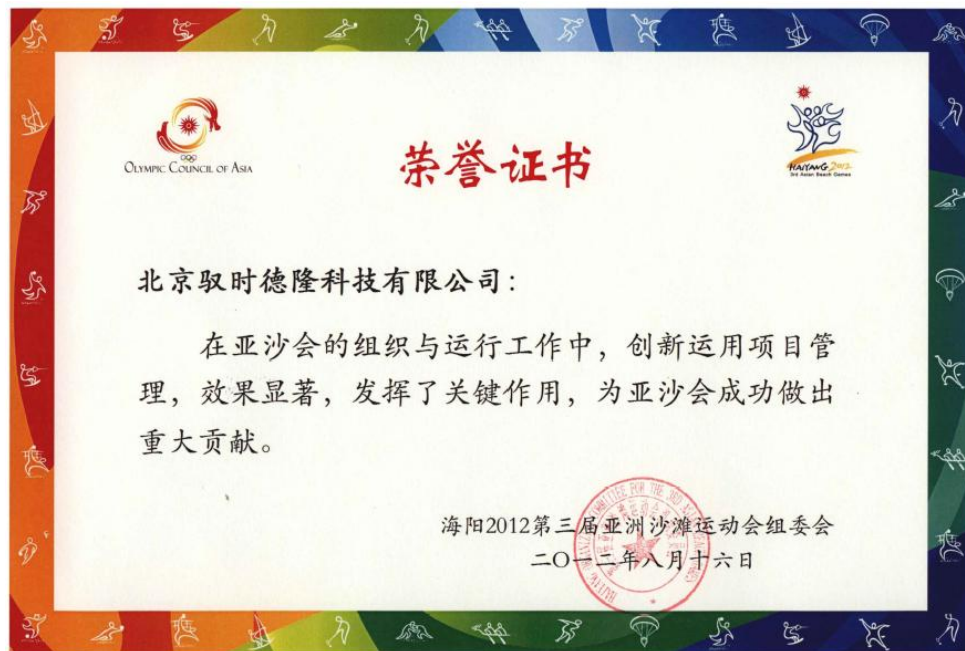 OLYMPIC COUNCIL OF ASIA
HAIYANG 2012
3rd Asian Beach Games
荣誉证书
北京驭时德隆科技有限公司：
在亚沙会的组织与运行工作中，创新运用项目管
理，效果显著，发挥了关键作用，为亚沙会成功做出
重大贡献。
海阳2012第三届亚洲沙滩运动会组委会
二〇一二年八月十六日